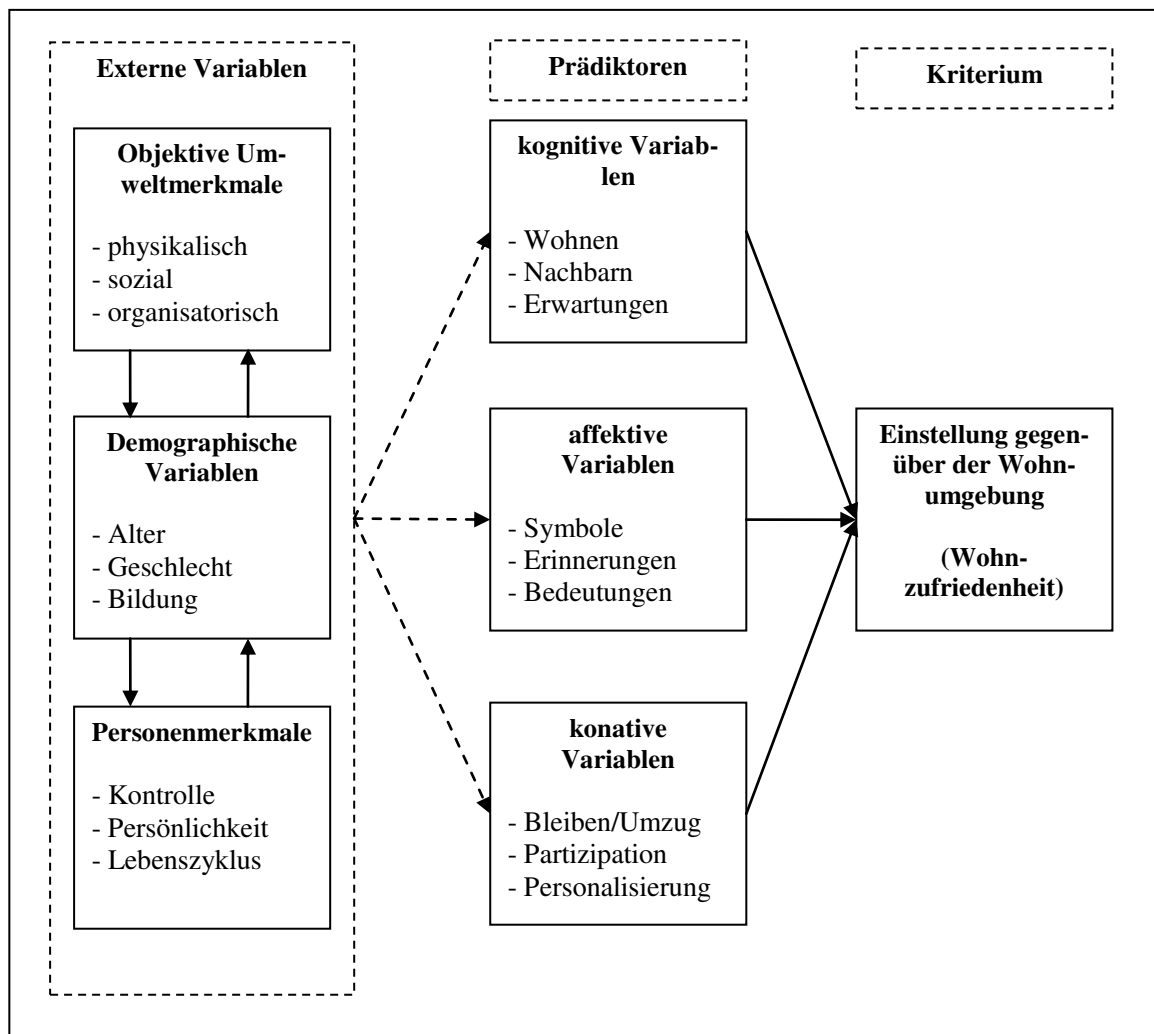 Externe Variablen
Objektive Um-
weltmerkmale
- physikalisch
- sozial
- organisatorisch
Demographische
Variablen
- Alter
- Geschlecht
- Bildung
Personenmerkmale
- Kontrolle
- Persönlichkeit
- Lebenszyklus
Prädiktoren
kognitive Variab-
len
- Wohnen
- Nachbarn
- Erwartungen
affektive
Variablen
- Symbole
- Erinnerungen
- Bedeutungen
konative
Variablen
- Bleiben/Umzug
- Partizipation
- Personalisierung
Kriterium
Einstellung gegen-
über der Wohn-
umgebung
(Wohn-
zufriedenheit)